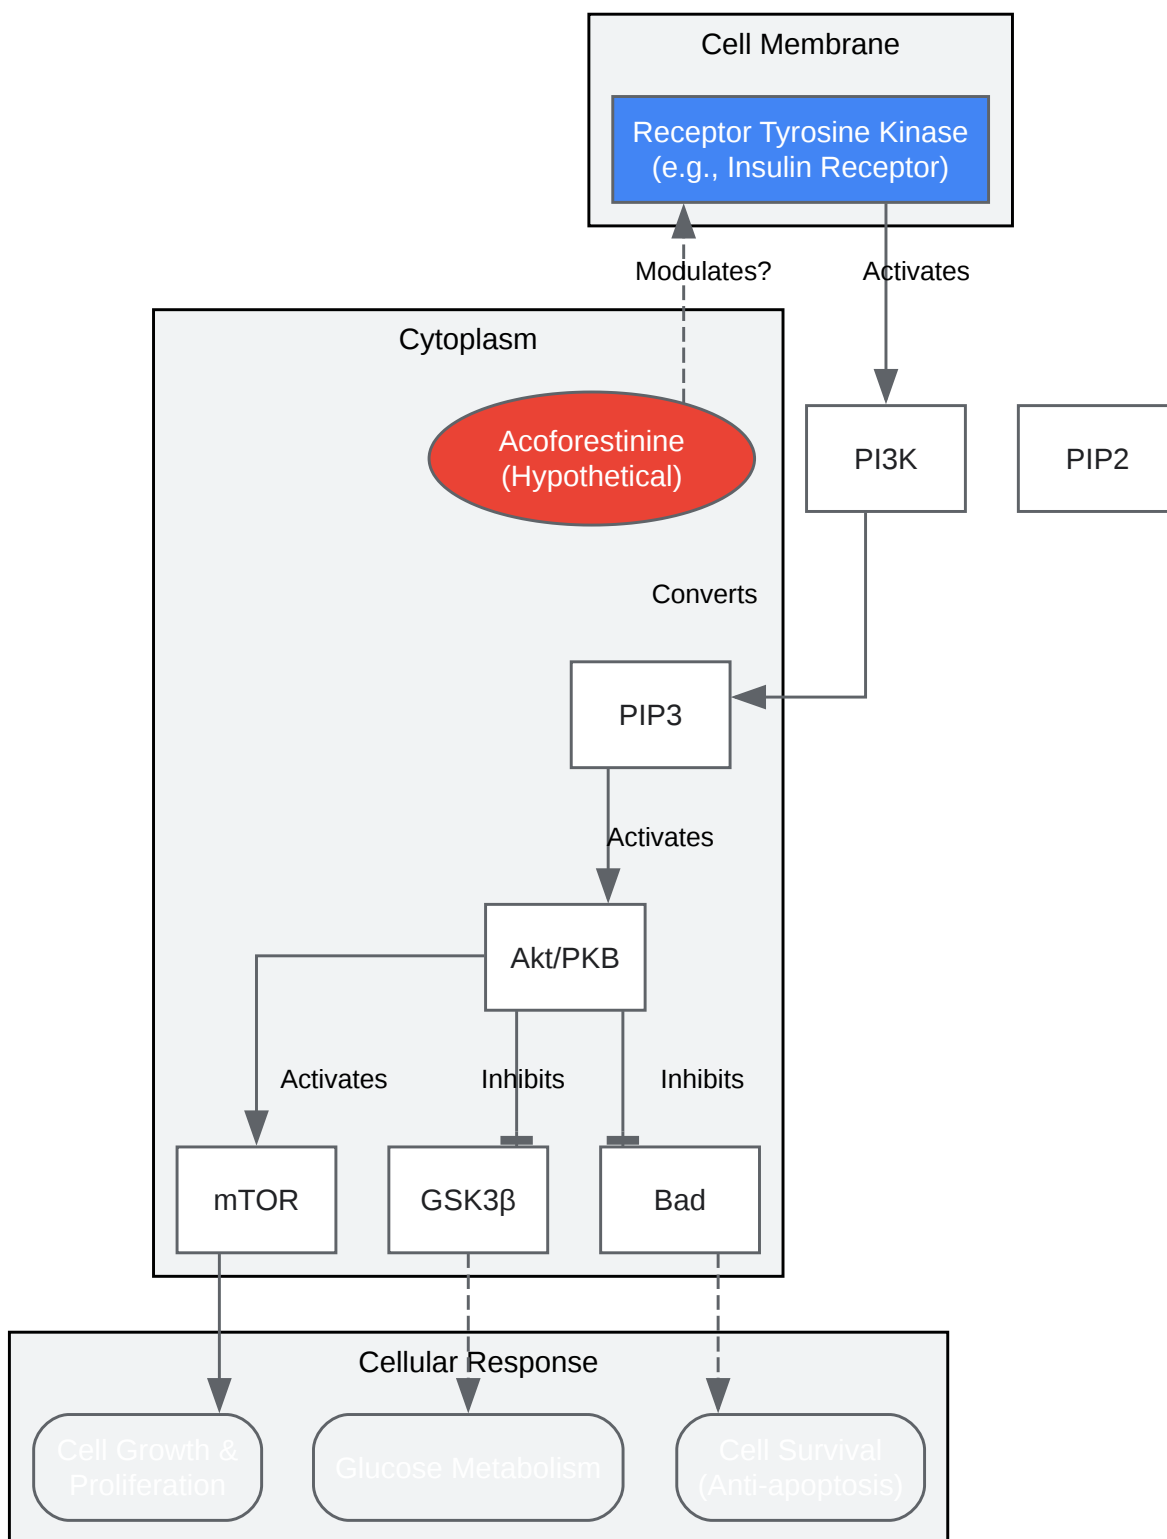 Cell Membrane
Receptor Tyrosine Kinase
(e.g., Insulin Receptor)
Modulates?
Activates
Cytoplasm
Acoforestinine
(Hypothetical)
PI3K
PIP2
Converts
PIP3
Activates
Akt/PKB
Activates
Inhibits
Inhibits
mTOR
GSK3β
Bad
Cellular Response
Cell Growth &
Proliferation
Glucose Metabolism
Cell Survival
(Anti-apoptosis)